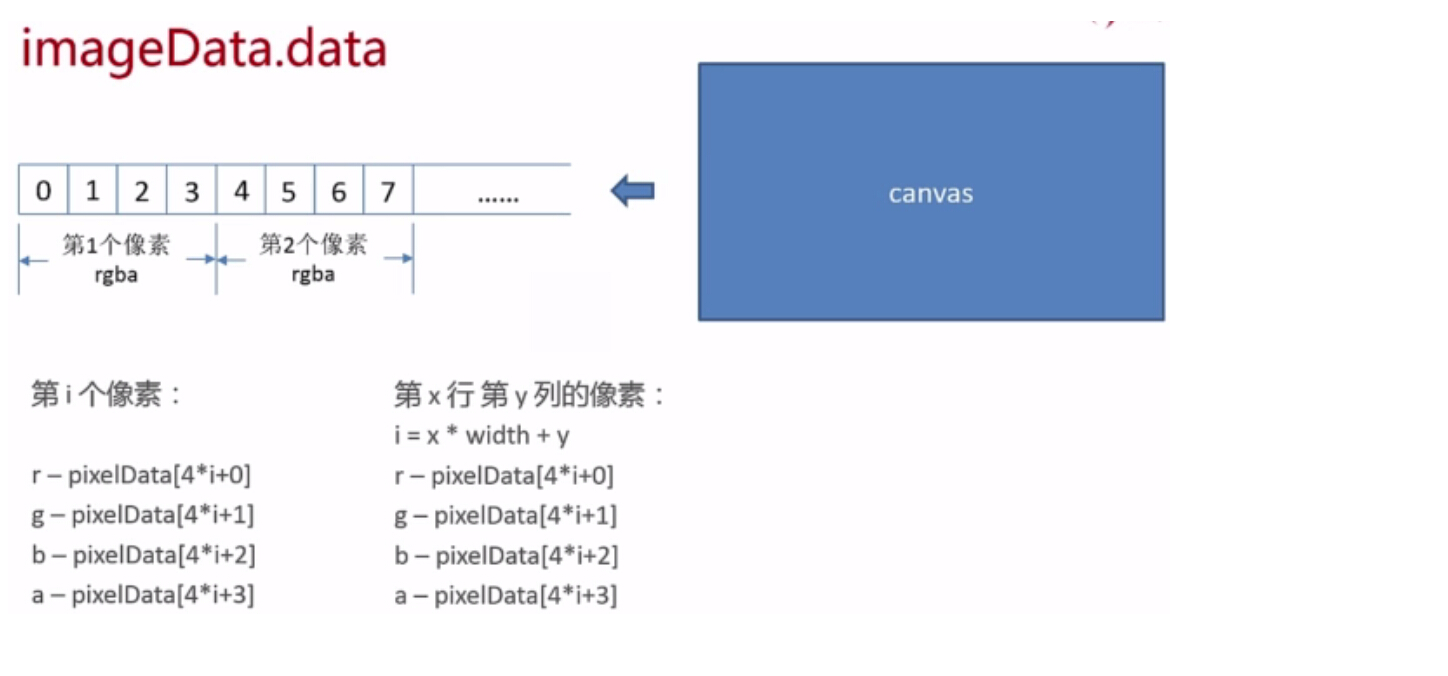 imageData.data
0 1 2 3 4 5 6 7 ......
第1个像素 第2个像素
rgba rgba
canvas
第 i 个像素：
r – pixelData[4*i+0]
g – pixelData[4*i+1]
b – pixelData[4*i+2]
a – pixelData[4*i+3]
第 x 行 第 y 列的像素：
i = x * width + y
r – pixelData[4*i+0]
g – pixelData[4*i+1]
b – pixelData[4*i+2]
a – pixelData[4*i+3]